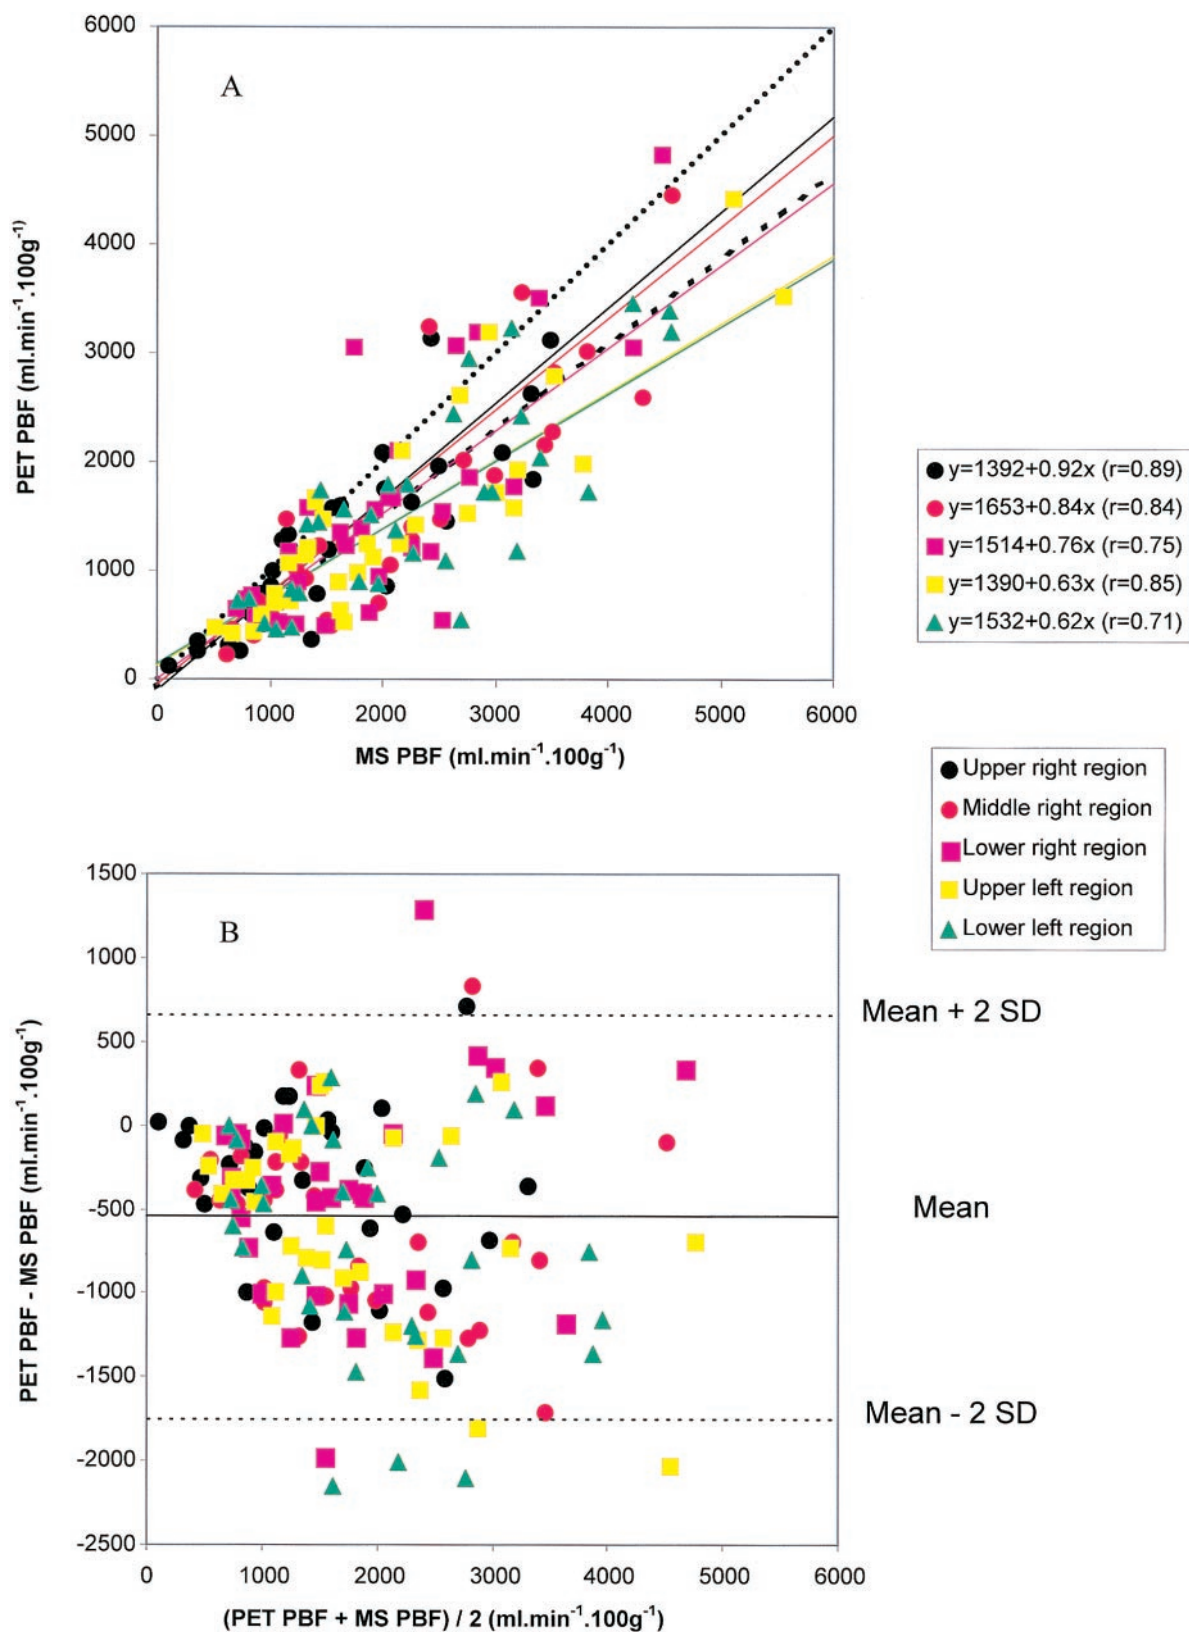 A
6000
5000
4000
3000
2000
1000
0
PET PBF (ml.min-1.100g-1)
0 1000 2000 3000 4000 5000 6000
MS PBF (ml.min-1.100g-1)
y=1392+0.92x (r=0.89)
y=1653+0.84x (r=0.84)
y=1514+0.76x (r=0.75)
y=1390+0.63x (r=0.85)
y=1532+0.62x (r=0.71)
Upper right region
Middle right region
Lower right region
Upper left region
Lower left region
B
1500
1000
500
0
-500
-1000
-1500
-2000
-2500
PET PBF - MS PBF (ml.min-1.100g-1)
Mean + 2 SD
Mean
Mean - 2 SD
0 1000 2000 3000 4000 5000 6000
(PET PBF + MS PBF) / 2 (ml.min-1.100g-1)